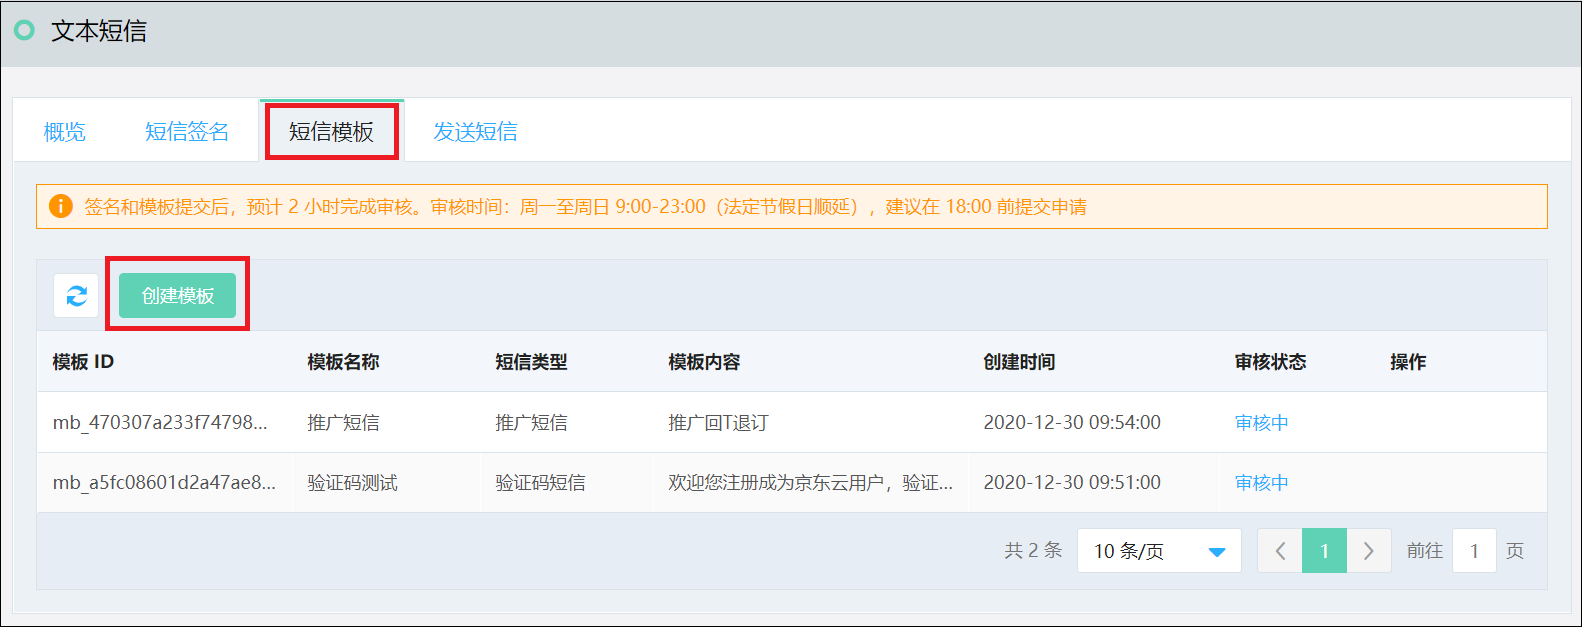 文本短信
概览 短信签名 短信模板 发送短信
签名和模板提交后，预计 2 小时完成审核。审核时间：周一至周日 9:00-23:00（法定节假日顺延），建议在 18:00 前提交申请
创建模板
模板 ID 模板名称 短信类型 模板内容 创建时间 审核状态 操作
mb_470307a233f74798... 推广短信 推广短信 推广回T退订 2020-12-30 09:54:00 审核中
mb_a5fc08601d2a47ae8... 验证码测试 验证码短信 欢迎您注册成为京东云用户，验证... 2020-12-30 09:51:00 审核中
共 2 条 10 条/页 1 前往 1 页